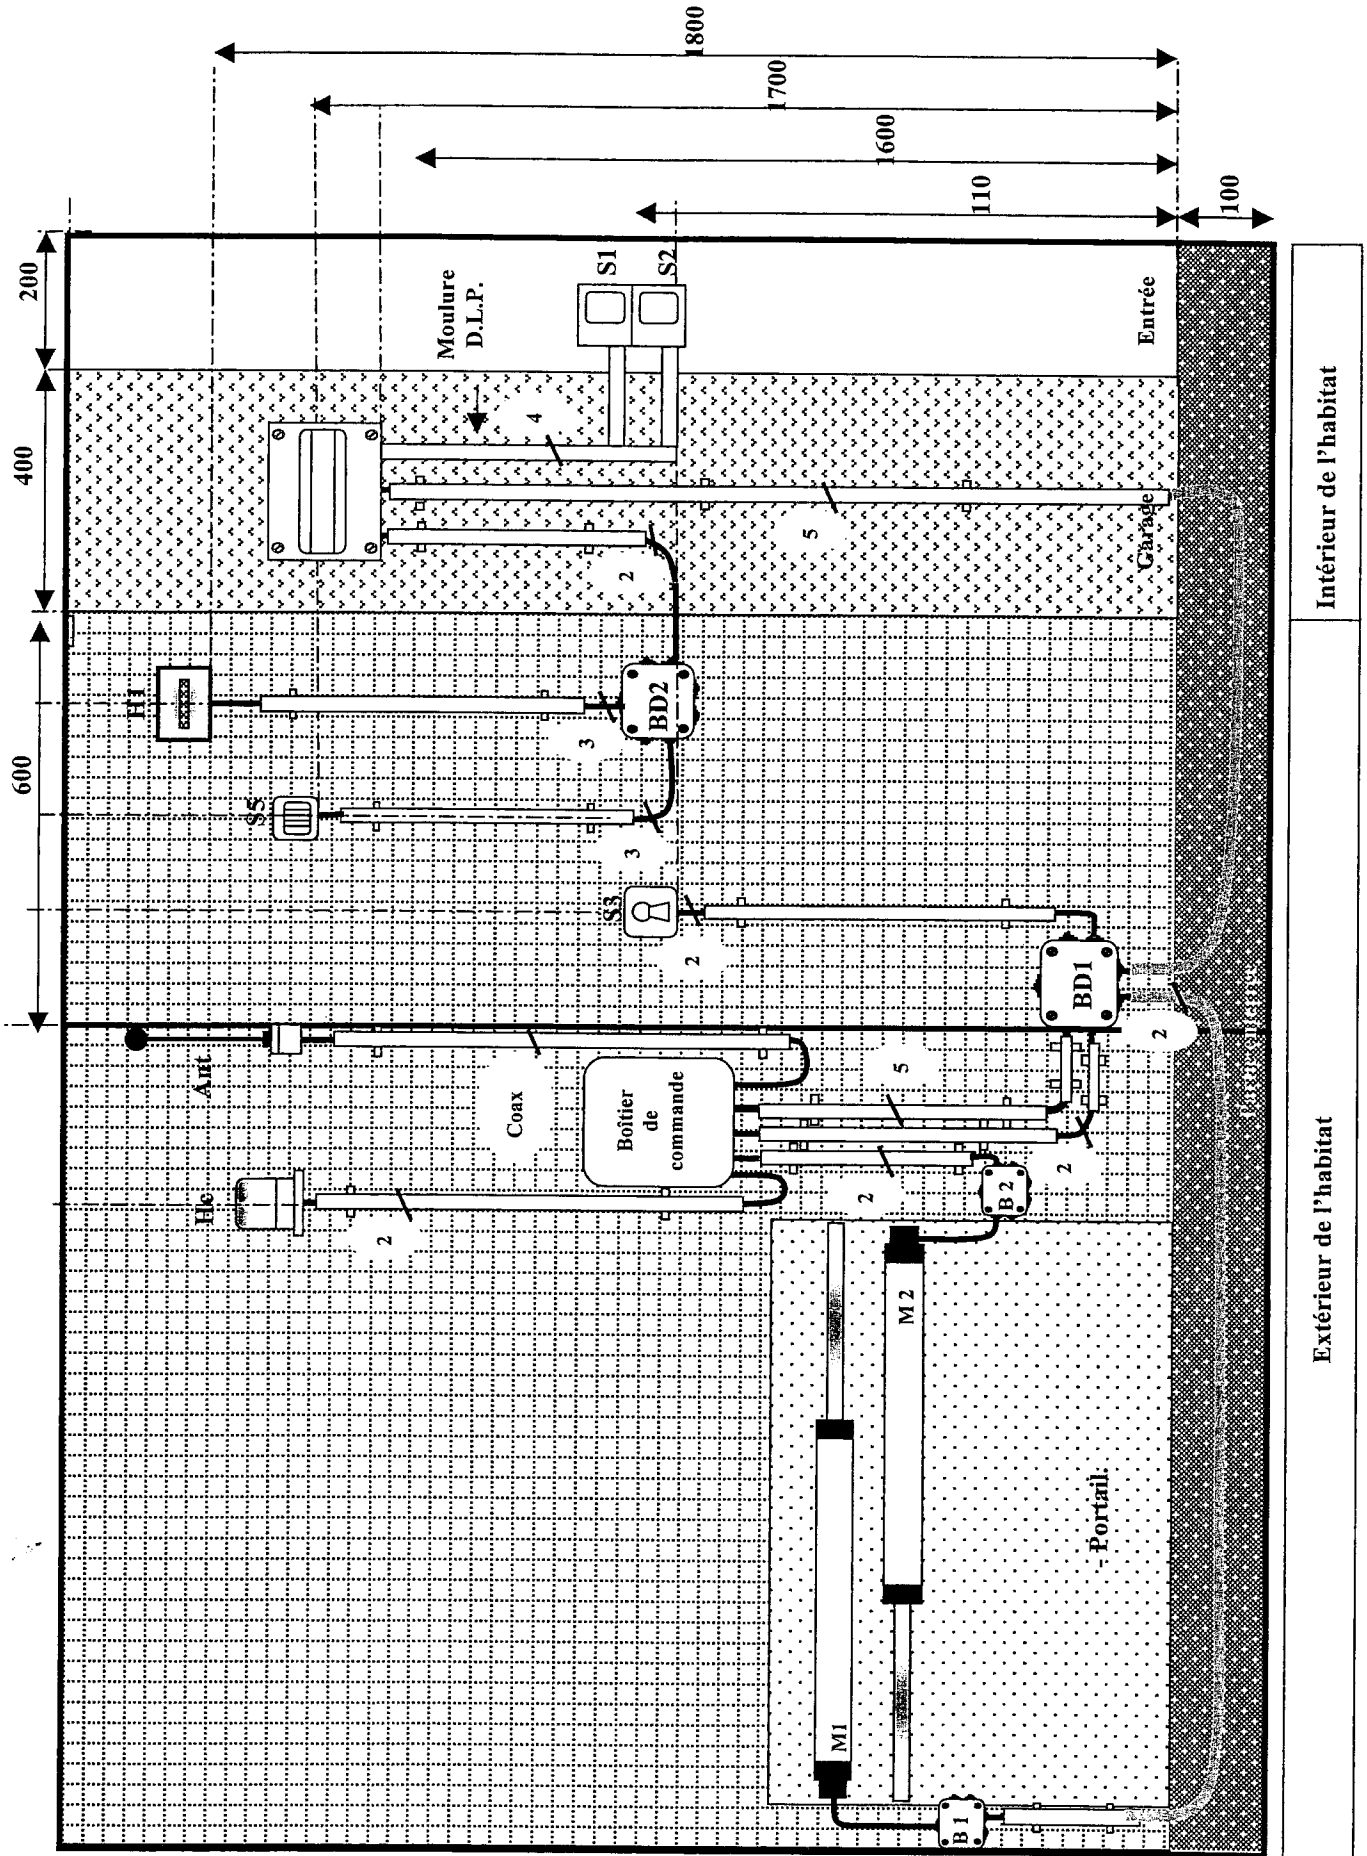 1800
1700
1600
110
100
200
400
600
Moulure
D.L.P.
S1
S2
Entrée
4
5
2
Garage
H1
BD2
3
S5
3
S3
2
BD1
2
Ant
Coax
Boîtier
de
commande
5
2
2
Hc
2
B 2
M 2
M1
Portail
B 1
Intérieur de l'habitat
Extérieur de l'habitat